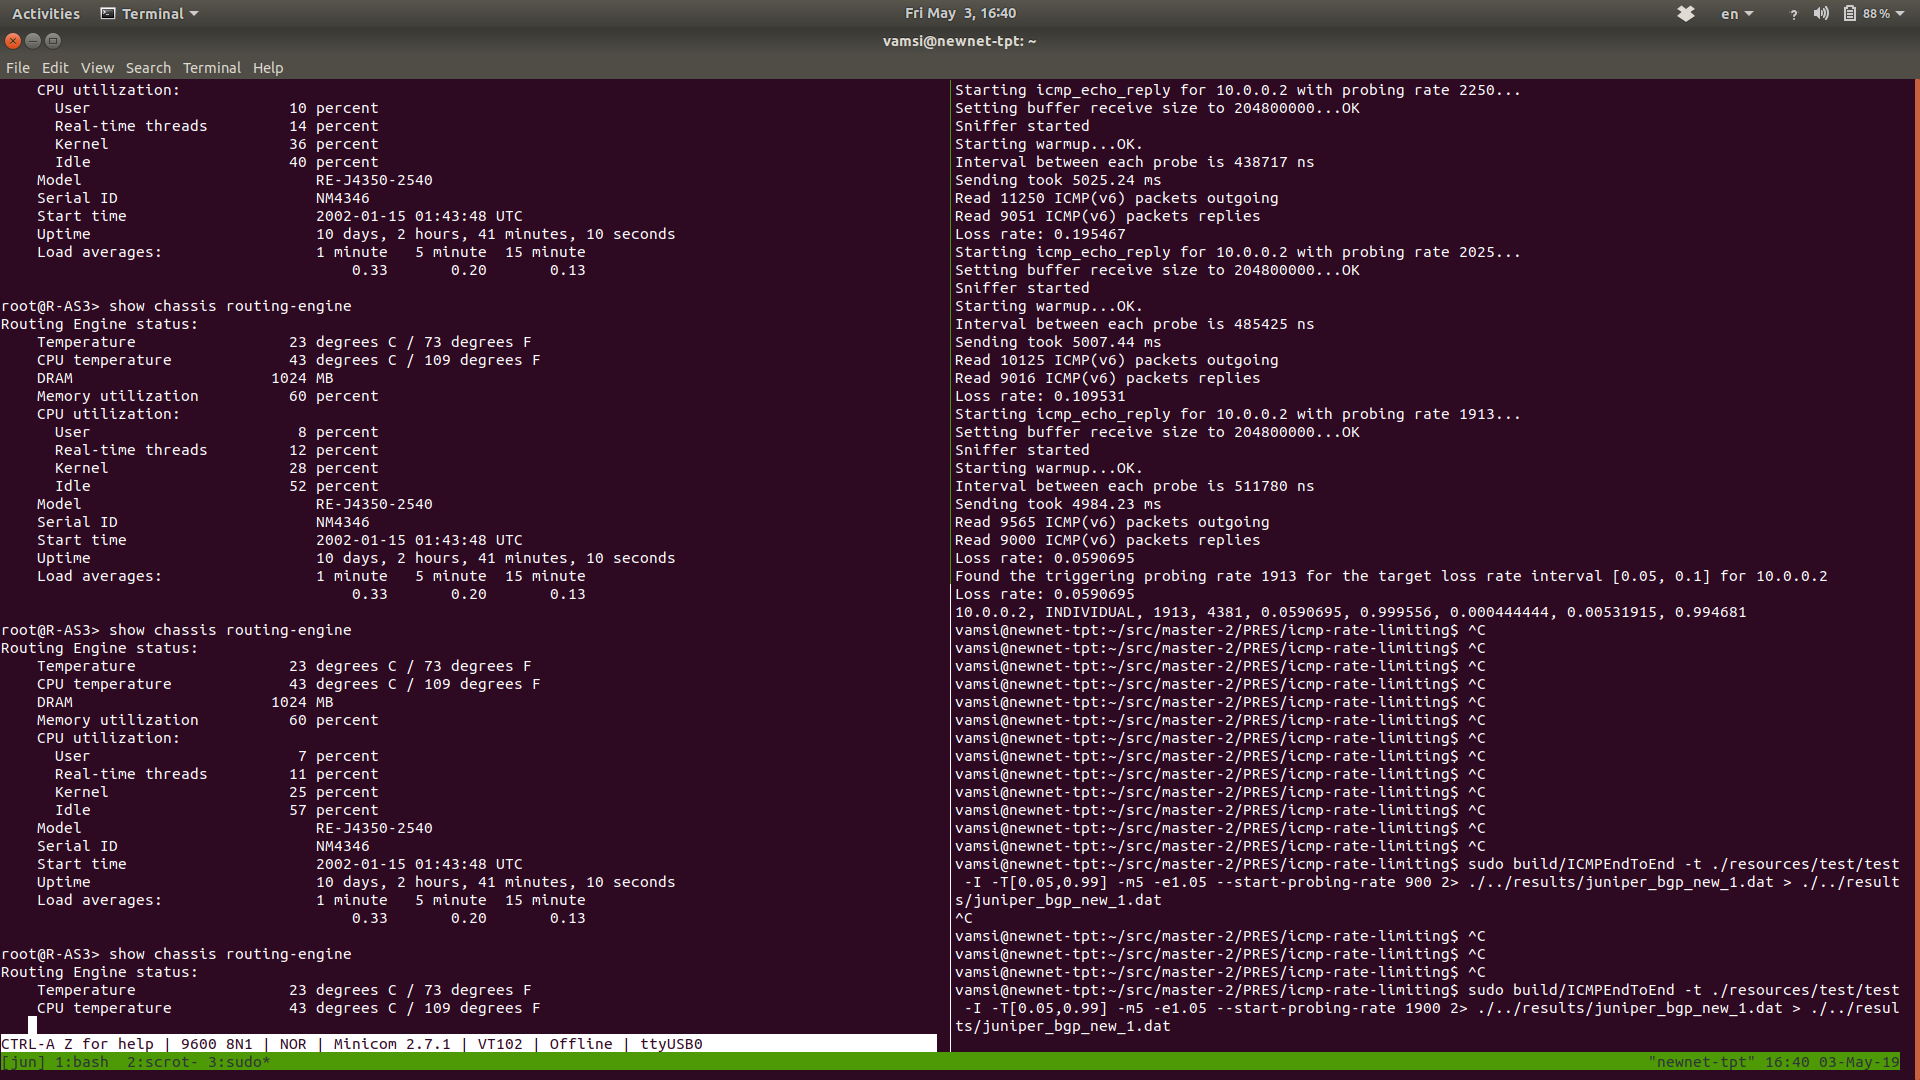 Activities Terminal Fri May 3, 16:40 en ? 88%
vamsi@newnet-tpt: ~
File Edit View Search Terminal Help
CPU utilization:
User 10 percent
Real-time threads 14 percent
Kernel 36 percent
Idle 40 percent
Model RE-J4350-2540
Serial ID NM4346
Start time 2002-01-15 01:43:48 UTC
Uptime 10 days, 2 hours, 41 minutes, 10 seconds
Load averages: 1 minute 5 minute 15 minute
0.33 0.20 0.13
root@R-AS3> show chassis routing-engine
Routing Engine status:
Temperature 23 degrees C / 73 degrees F
CPU temperature 43 degrees C / 109 degrees F
DRAM 1024 MB
Memory utilization 60 percent
CPU utilization:
User 8 percent
Real-time threads 12 percent
Kernel 28 percent
Idle 52 percent
Model RE-J4350-2540
Serial ID NM4346
Start time 2002-01-15 01:43:48 UTC
Uptime 10 days, 2 hours, 41 minutes, 10 seconds
Load averages: 1 minute 5 minute 15 minute
0.33 0.20 0.13
root@R-AS3> show chassis routing-engine
Routing Engine status:
Temperature 23 degrees C / 73 degrees F
CPU temperature 43 degrees C / 109 degrees F
DRAM 1024 MB
Memory utilization 60 percent
CPU utilization:
User 7 percent
Real-time threads 11 percent
Kernel 25 percent
Idle 57 percent
Model RE-J4350-2540
Serial ID NM4346
Start time 2002-01-15 01:43:48 UTC
Uptime 10 days, 2 hours, 41 minutes, 10 seconds
Load averages: 1 minute 5 minute 15 minute
0.33 0.20 0.13
root@R-AS3> show chassis routing-engine
Routing Engine status:
Temperature 23 degrees C / 73 degrees F
CPU temperature 43 degrees C / 109 degrees F
CTRL-A Z for help | 9600 8N1 | NOR | Minicom 2.7.1 | VT102 | Offline | ttyUSB0
Starting icmp_echo_reply for 10.0.0.2 with probing rate 2250...
Setting buffer receive size to 204800000...OK
Sniffer started
Starting warmup...OK.
Interval between each probe is 438717 ns
Sending took 5025.24 ms
Read 11250 ICMP(v6) packets outgoing
Read 9051 ICMP(v6) packets replies
Loss rate: 0.195467
Starting icmp_echo_reply for 10.0.0.2 with probing rate 2025...
Setting buffer receive size to 204800000...OK
Sniffer started
Starting warmup...OK.
Interval between each probe is 485425 ns
Sending took 5007.44 ms
Read 10125 ICMP(v6) packets outgoing
Read 9016 ICMP(v6) packets replies
Loss rate: 0.109531
Starting icmp_echo_reply for 10.0.0.2 with probing rate 1913...
Setting buffer receive size to 204800000...OK
Sniffer started
Starting warmup...OK.
Interval between each probe is 511780 ns
Sending took 4984.23 ms
Read 9565 ICMP(v6) packets outgoing
Read 9000 ICMP(v6) packets replies
Loss rate: 0.0590695
Found the triggering probing rate 1913 for the target loss rate interval [0.05, 0.1] for 10.0.0.2
Loss rate: 0.0590695
10.0.0.2, INDIVIDUAL, 1913, 4381, 0.0590695, 0.999556, 0.000444444, 0.00531915, 0.994681
vamsi@newnet-tpt:~/src/master-2/PRES/icmp-rate-limiting$ ^C
vamsi@newnet-tpt:~/src/master-2/PRES/icmp-rate-limiting$ ^C
vamsi@newnet-tpt:~/src/master-2/PRES/icmp-rate-limiting$ ^C
vamsi@newnet-tpt:~/src/master-2/PRES/icmp-rate-limiting$ ^C
vamsi@newnet-tpt:~/src/master-2/PRES/icmp-rate-limiting$ ^C
vamsi@newnet-tpt:~/src/master-2/PRES/icmp-rate-limiting$ ^C
vamsi@newnet-tpt:~/src/master-2/PRES/icmp-rate-limiting$ ^C
vamsi@newnet-tpt:~/src/master-2/PRES/icmp-rate-limiting$ ^C
vamsi@newnet-tpt:~/src/master-2/PRES/icmp-rate-limiting$ ^C
vamsi@newnet-tpt:~/src/master-2/PRES/icmp-rate-limiting$ ^C
vamsi@newnet-tpt:~/src/master-2/PRES/icmp-rate-limiting$ ^C
vamsi@newnet-tpt:~/src/master-2/PRES/icmp-rate-limiting$ ^C
vamsi@newnet-tpt:~/src/master-2/PRES/icmp-rate-limiting$ ^C
vamsi@newnet-tpt:~/src/master-2/PRES/icmp-rate-limiting$ sudo build/ICMPEndToEnd -t ./resources/test/test
-I -T[0.05,0.99] -m5 -e1.05 --start-probing-rate 900 2> ./../results/juniper_bgp_new_1.dat > ./../result
s/juniper_bgp_new_1.dat
^C
vamsi@newnet-tpt:~/src/master-2/PRES/icmp-rate-limiting$ ^C
vamsi@newnet-tpt:~/src/master-2/PRES/icmp-rate-limiting$ ^C
vamsi@newnet-tpt:~/src/master-2/PRES/icmp-rate-limiting$ ^C
vamsi@newnet-tpt:~/src/master-2/PRES/icmp-rate-limiting$ sudo build/ICMPEndToEnd -t ./resources/test/test
-I -T[0.05,0.99] -m5 -e1.05 --start-probing-rate 1900 2> ./../results/juniper_bgp_new_1.dat > ./../resul
ts/juniper_bgp_new_1.dat
[jun] 1:bash 2:scrot- 3:sudo* "newnet-tpt" 16:40 03-May-19